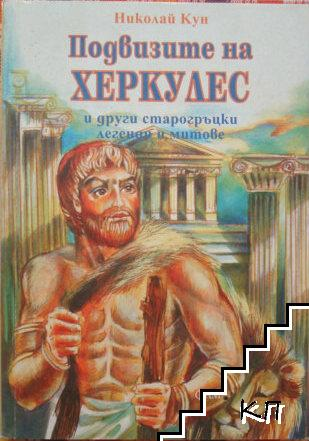 Николай Кун
Подвизите на
ХЕРКУЛЕС
и други старогръцки
легенди и митове
КП